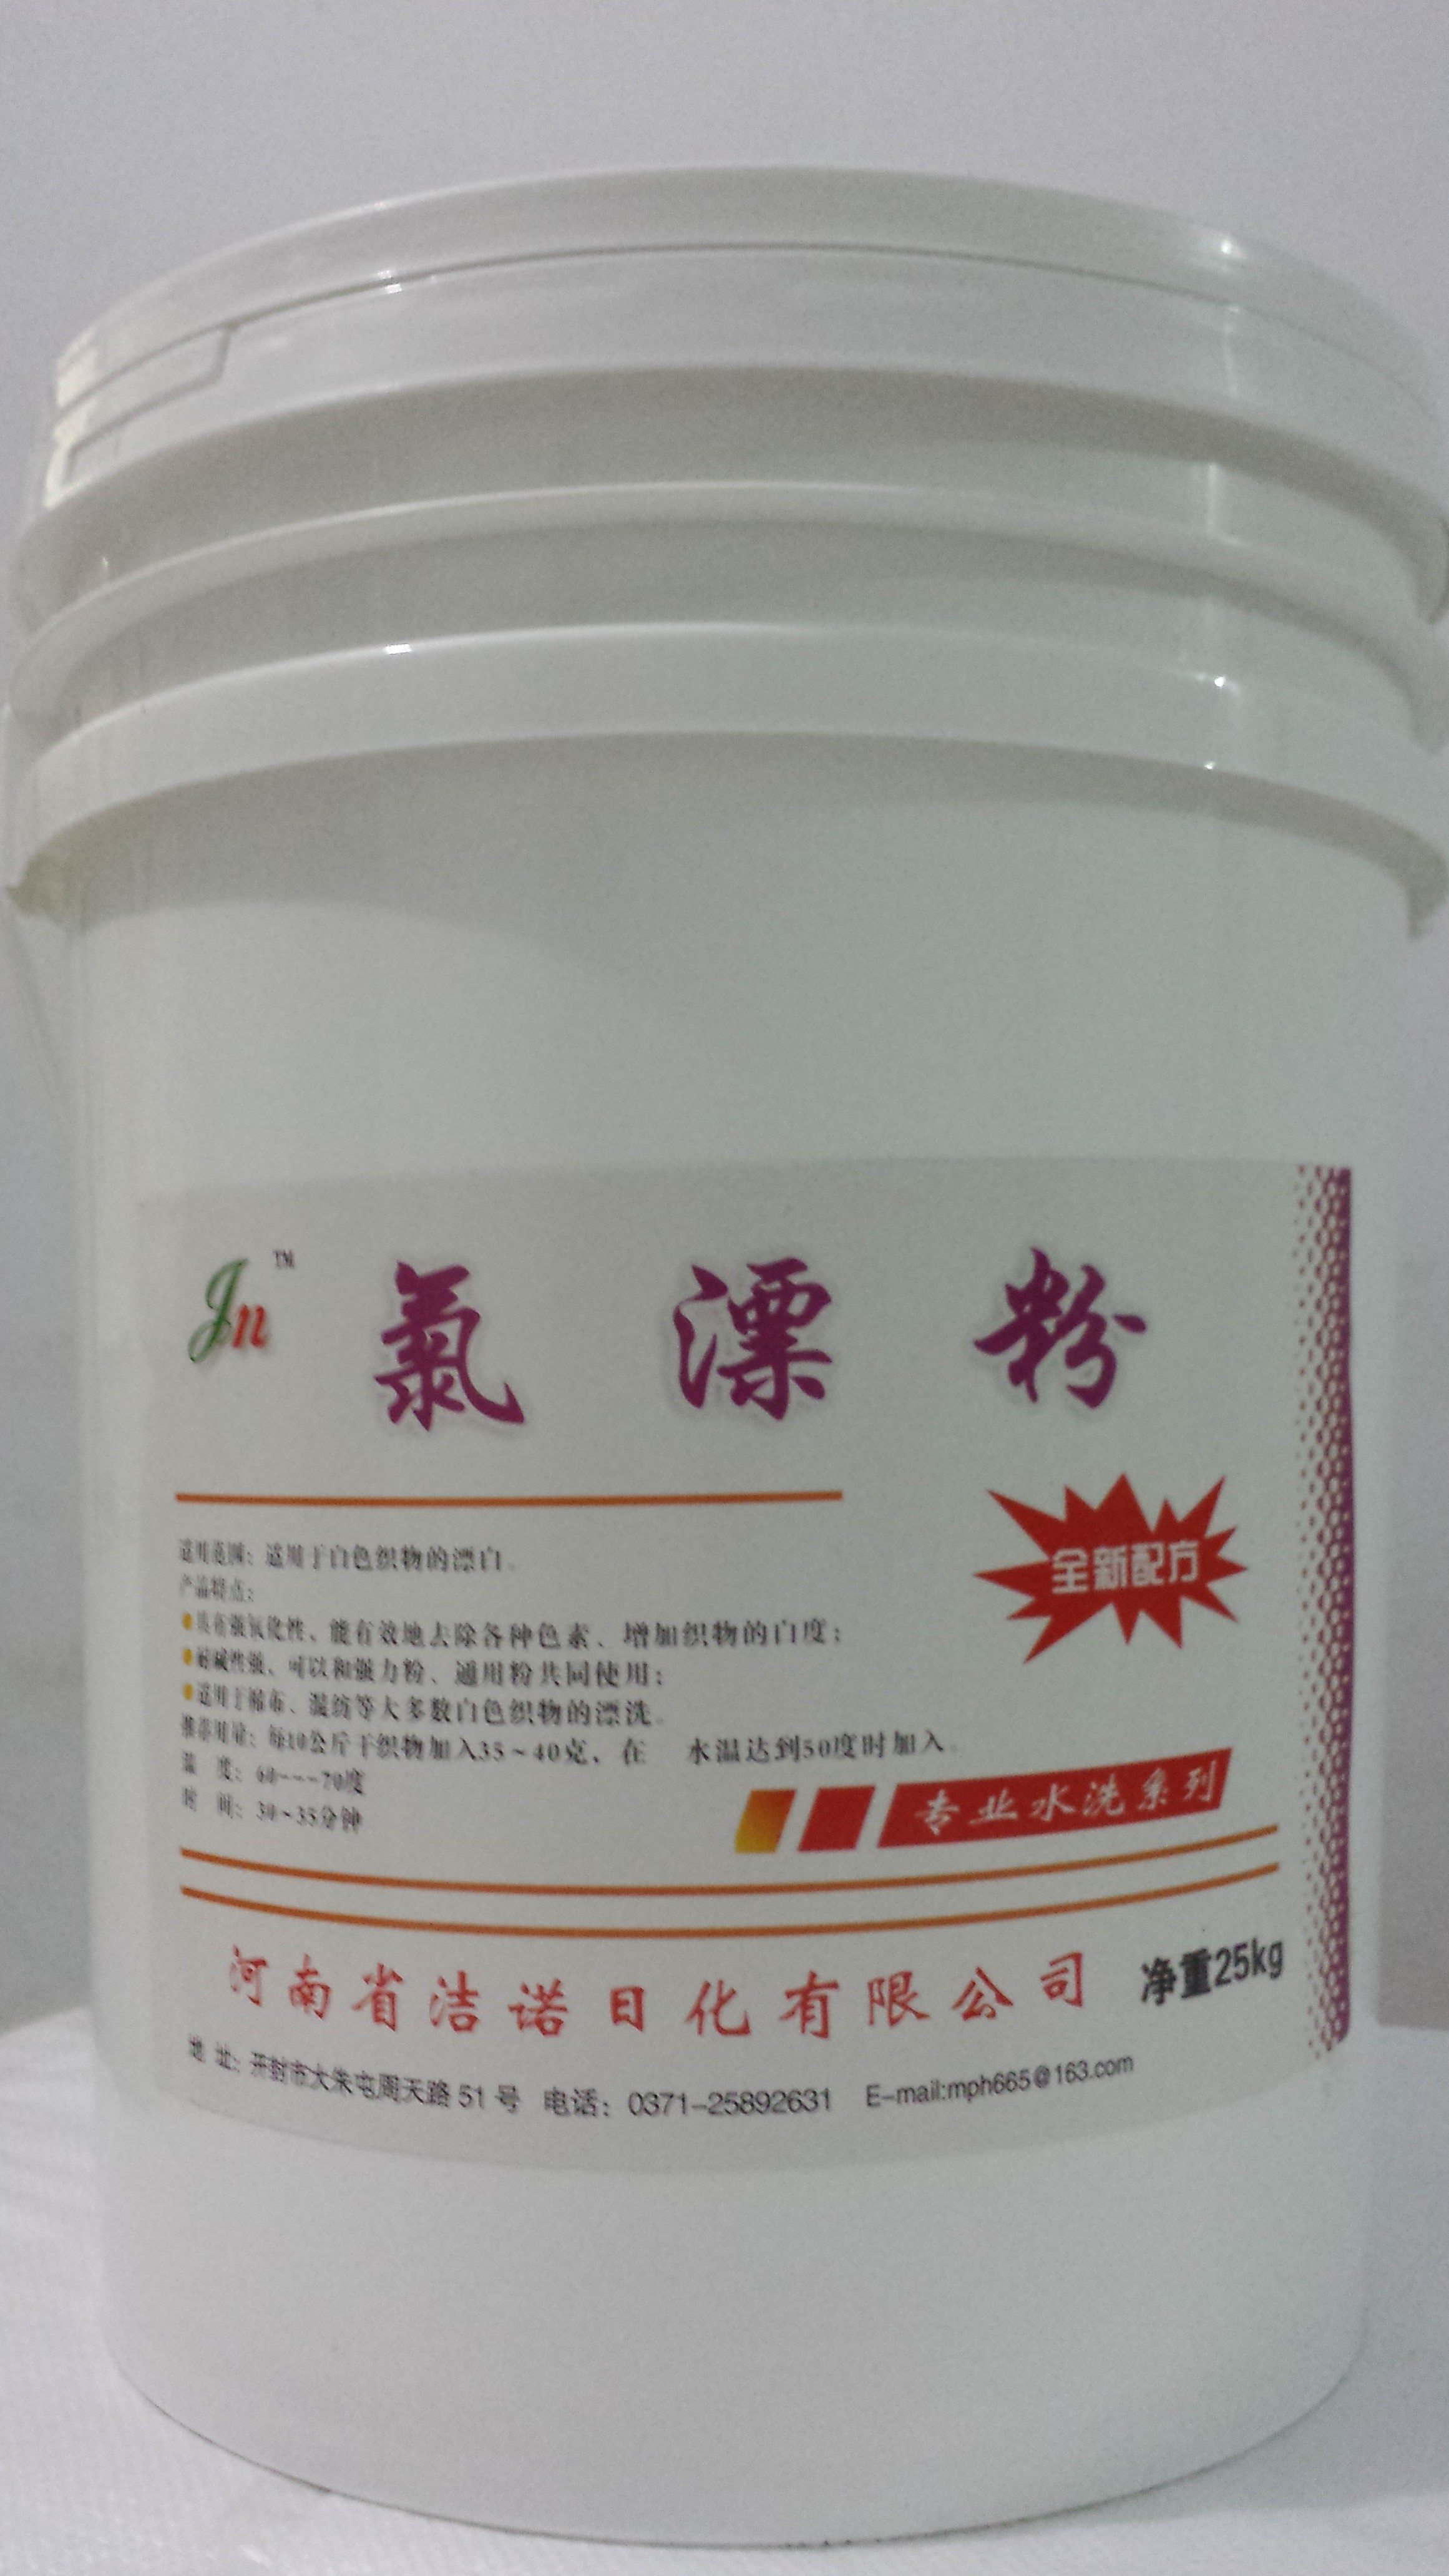 Jn™
氯漂粉
全新配方
适用范围：适用于白色织物的漂白。
产品特点：
●具有强氧化性、能有效地去除各种色素、增加织物的白度；
●耐碱性强、可以和强力粉、通用粉共同使用；
●适用于棉布、混纺等大多数白色织物的漂洗。
推荐用量：每10公斤干织物加入35~40克，在 水温达到50度时加入。
温 度：60---70度
时 间：30~35分钟
专业水洗系列
河南省洁诺日化有限公司 净重25kg
地 址：开封市大朱屯周天路 51 号 电话：0371-25892631 E-mail:mph665@163.com